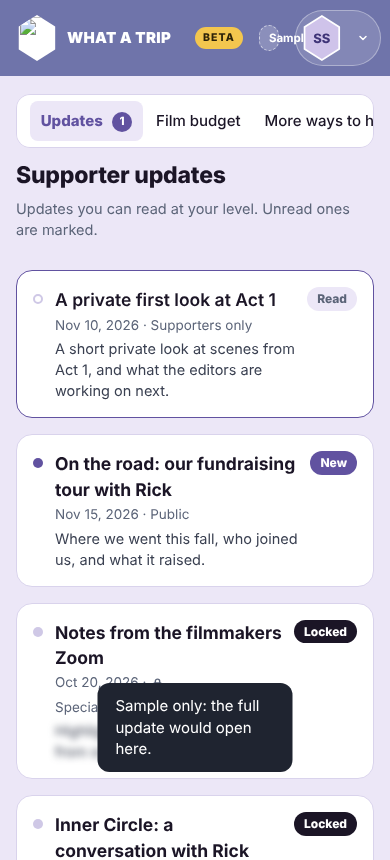 WHAT A TRIP BETA Sampl SS
Updates 1 Film budget More ways to h
Supporter updates
Updates you can read at your level. Unread ones
are marked.
A private first look at Act 1 Read
Nov 10, 2026 · Supporters only
A short private look at scenes from
Act 1, and what the editors are
working on next.
On the road: our fundraising New
tour with Rick
Nov 15, 2026 · Public
Where we went this fall, who joined
us, and what it raised.
Notes from the filmmakers Locked
Zoom
Oct 20, 2026 ·
Specia
Sample only: the full
update would open
here.
Inner Circle: a Locked
conversation with Rick